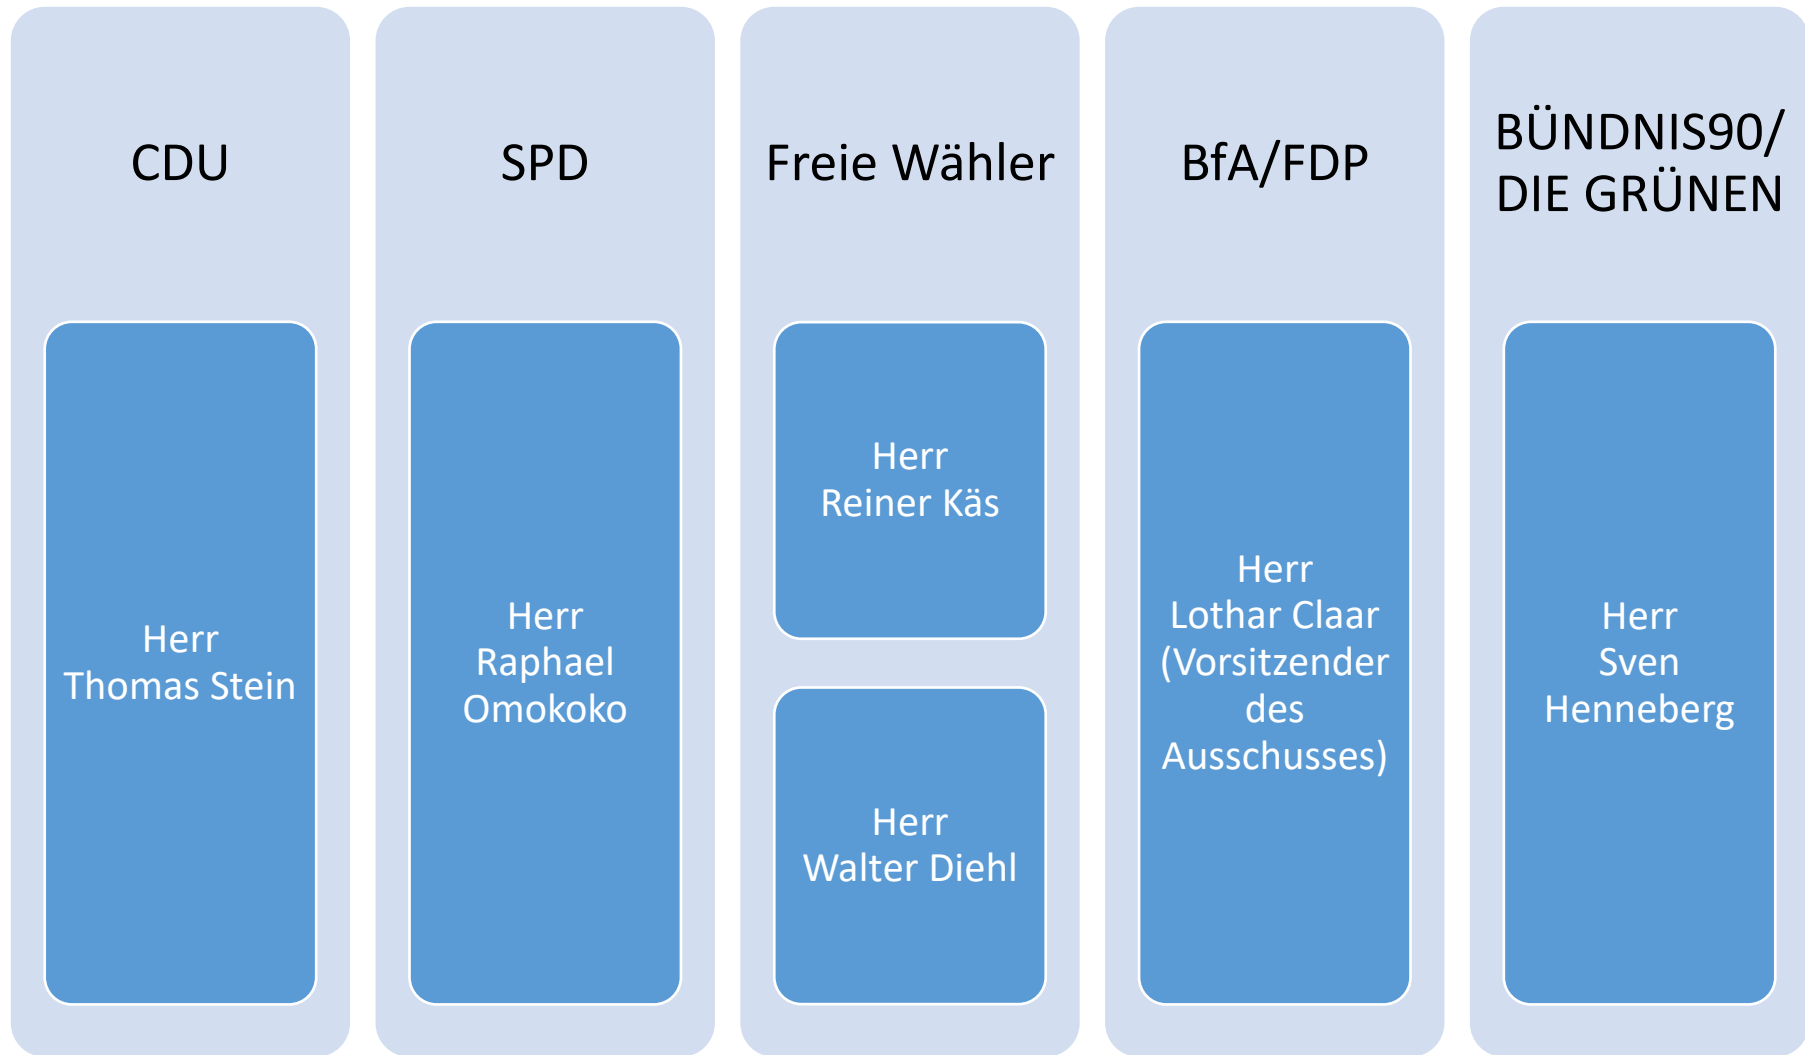 CDU
Herr
Thomas Stein
SPD
Herr
Raphael
Omokoko
Freie Wähler
Herr
Reiner Käs
Herr
Walter Diehl
BfA/FDP
Herr
Lothar Claar
(Vorsitzender
des
Ausschusses)
BÜNDNIS90/
DIE GRÜNEN
Herr
Sven
Henneberg